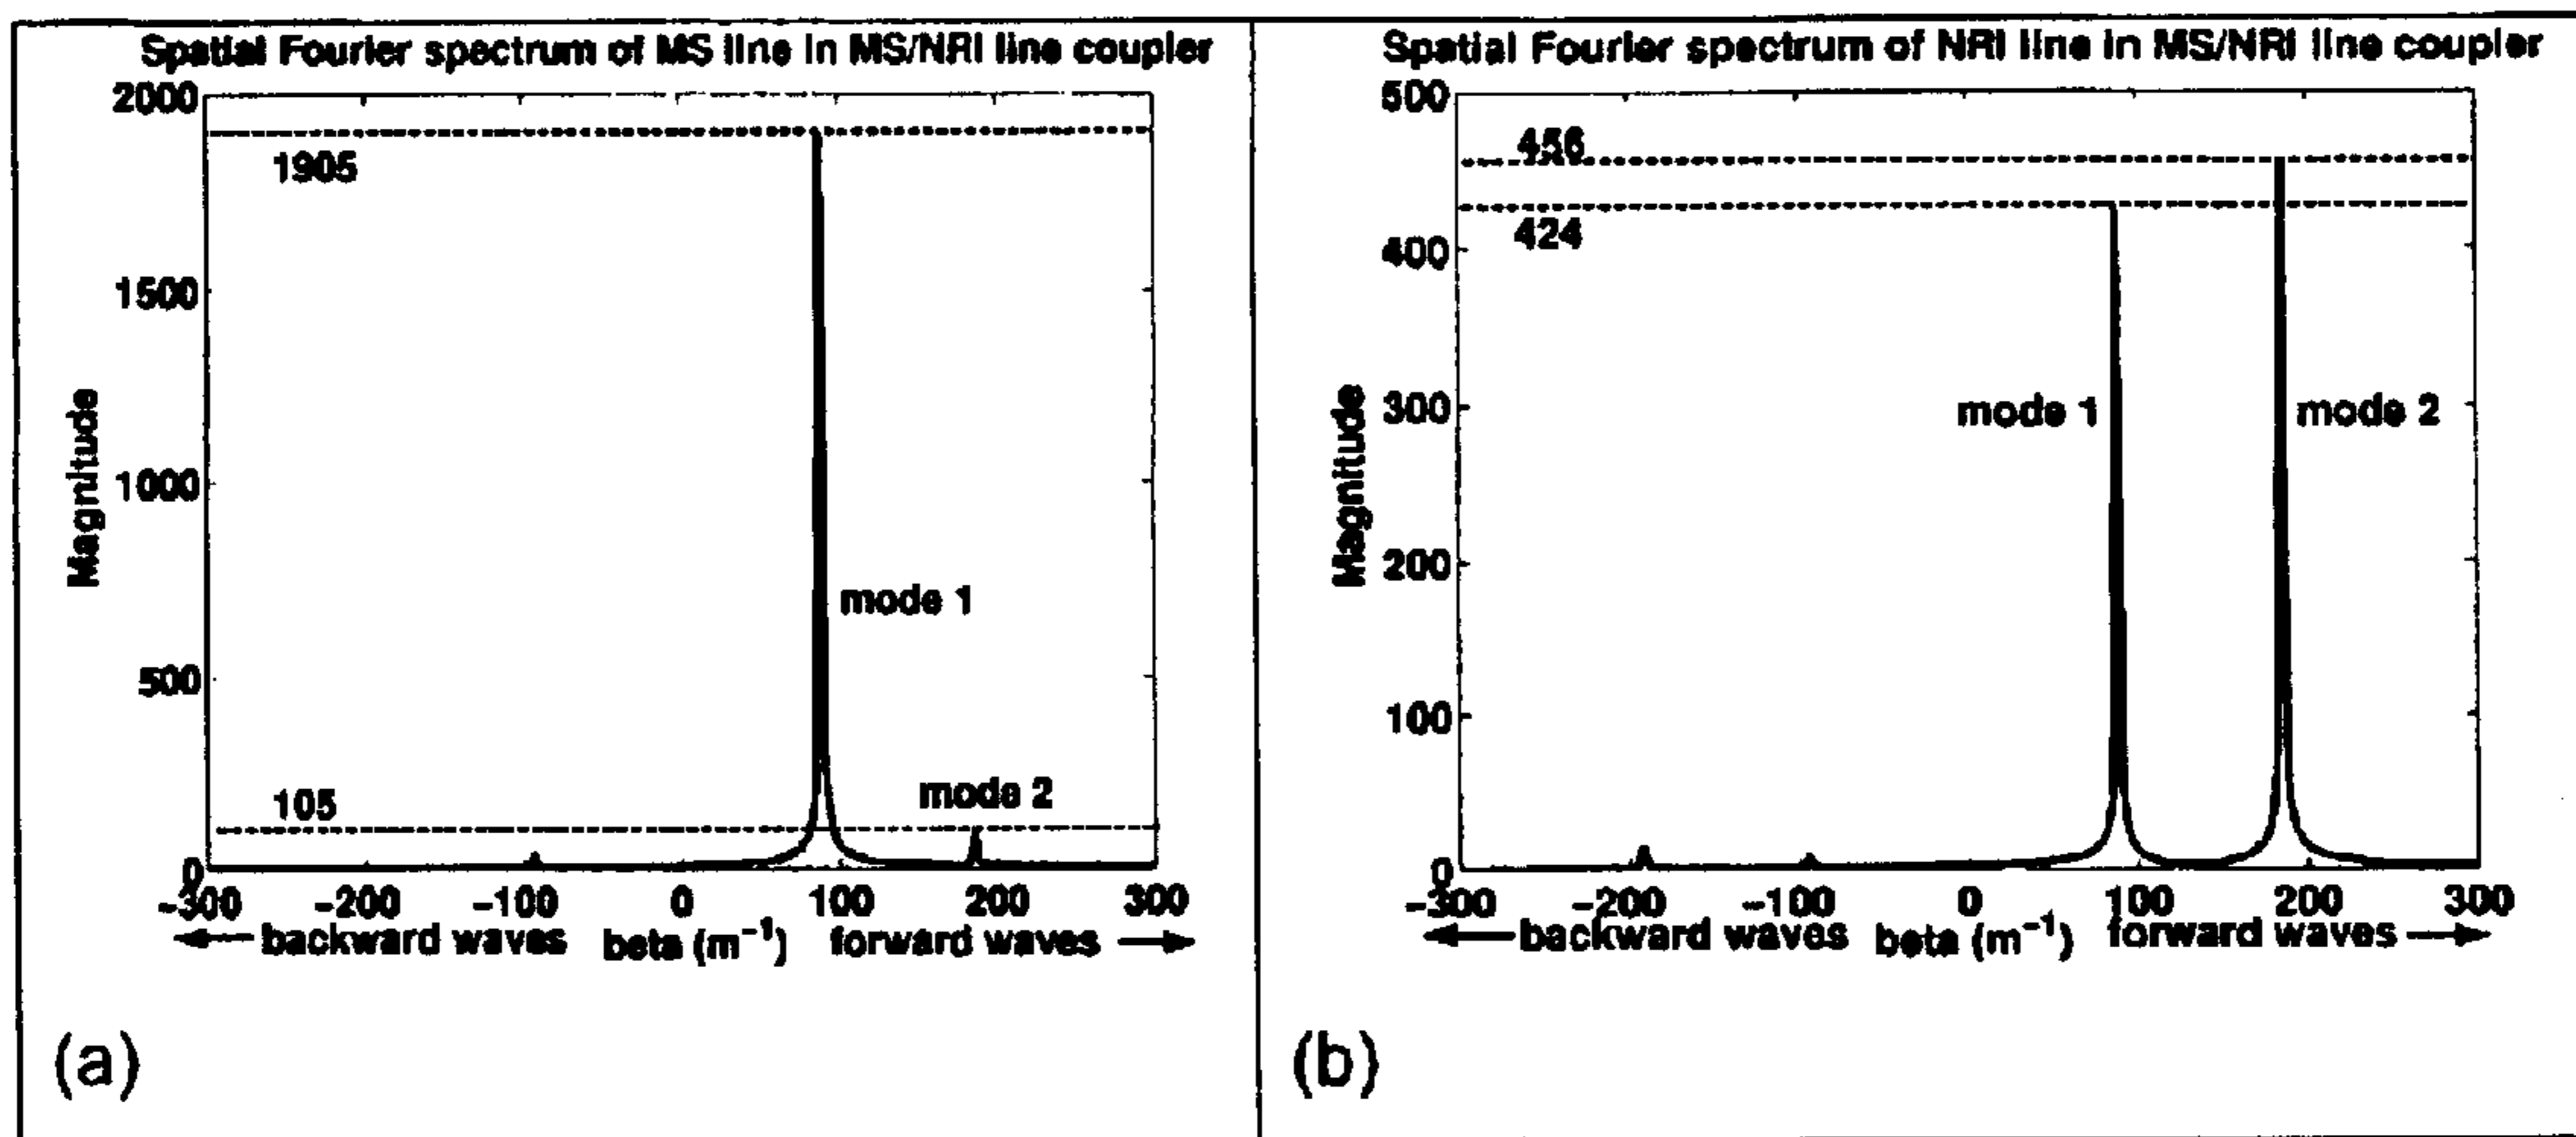 Spatial Fourier spectrum of MS line in MS/NRI line coupler
2000
1905
1500
1000
500
105
0
Magnitude
mode 1
mode 2
-300 -200 -100 0 100 200 300
backward waves beta (m⁻¹) forward waves
(a)
Spatial Fourier spectrum of NRI line in MS/NRI line coupler
500
456
424
400
300
200
100
0
Magnitude
mode 1
mode 2
-300 -200 -100 0 100 200 300
backward waves beta (m⁻¹) forward waves
(b)